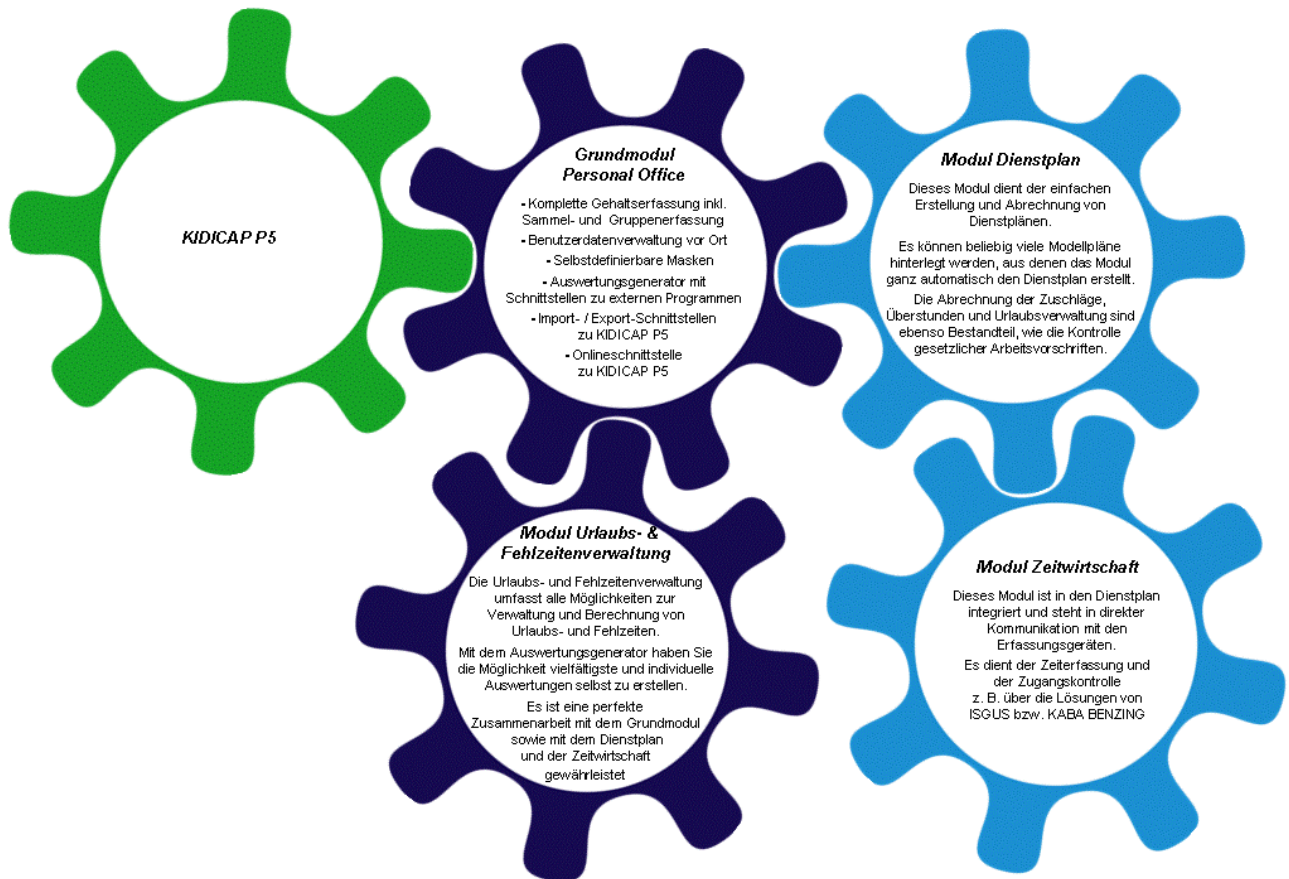 KIDICAP P5
Grundmodul
Personal Office
- Komplette Gehaltserfassung inkl.
Sammel- und Gruppenerfassung
- Benutzerdatenverwaltung vor Ort
- Selbstdefinierbare Masken
- Auswertungsgenerator mit
Schnittstellen zu externen Programmen
- Import- / Export-Schnittstellen
zu KIDICAP P5
- Onlineschnittstelle
zu KIDICAP P5
Modul Dienstplan
Dieses Modul dient der einfachen
Erstellung und Abrechnung von
Dienstplänen.
Es können beliebig viele Modellpläne
hinterlegt werden, aus denen das Modul
ganz automatisch den Dienstplan erstellt.
Die Abrechnung der Zuschläge,
Überstunden und Urlaubsverwaltung sind
ebenso Bestandteil, wie die Kontrolle
gesetzlicher Arbeitsvorschriften.
Modul Urlaubs- &
Fehlzeitenverwaltung
Die Urlaubs- und Fehlzeitenverwaltung
umfasst alle Möglichkeiten zur
Verwaltung und Berechnung von
Urlaubs- und Fehlzeiten.
Mit dem Auswertungsgenerator haben Sie
die Möglichkeit vielfältigste und individuelle
Auswertungen selbst zu erstellen.
Es ist eine perfekte
Zusammenarbeit mit dem Grundmodul
sowie mit dem Dienstplan
und der Zeitwirtschaft
gewährleistet
Modul Zeitwirtschaft
Dieses Modul ist in den Dienstplan
integriert und steht in direkter
Kommunikation mit den
Erfassungsgeräten.
Es dient der Zeiterfassung und
der Zugangskontrolle
z. B. über die Lösungen von
ISGUS bzw. KABA BENZING